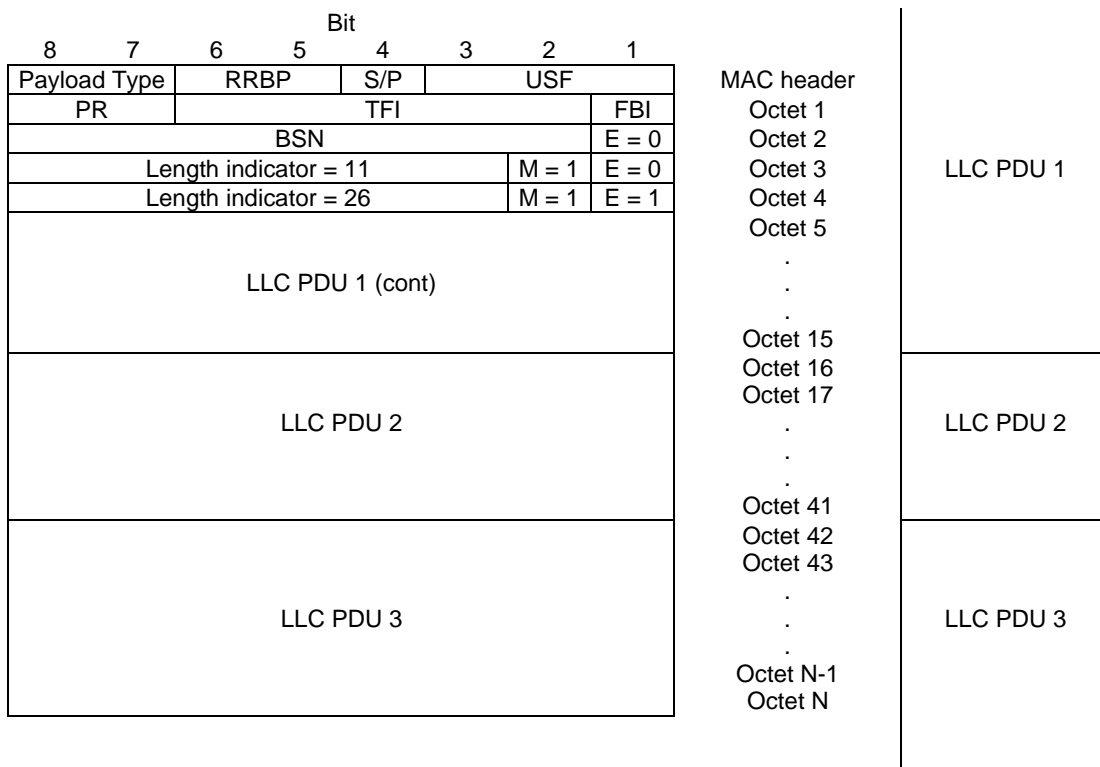 Bit
8 7 6 5 4 3 2 1
Payload Type RRBP S/P USF MAC header
PR TFI FBI Octet 1
BSN E = 0 Octet 2
Length indicator = 11 M = 1 E = 0 Octet 3 LLC PDU 1
Length indicator = 26 M = 1 E = 1 Octet 4
Octet 5
.
LLC PDU 1 (cont) .
.
Octet 15
Octet 16
Octet 17
LLC PDU 2 . LLC PDU 2
.
.
Octet 41
Octet 42
Octet 43
.
LLC PDU 3 . LLC PDU 3
.
Octet N-1
Octet N